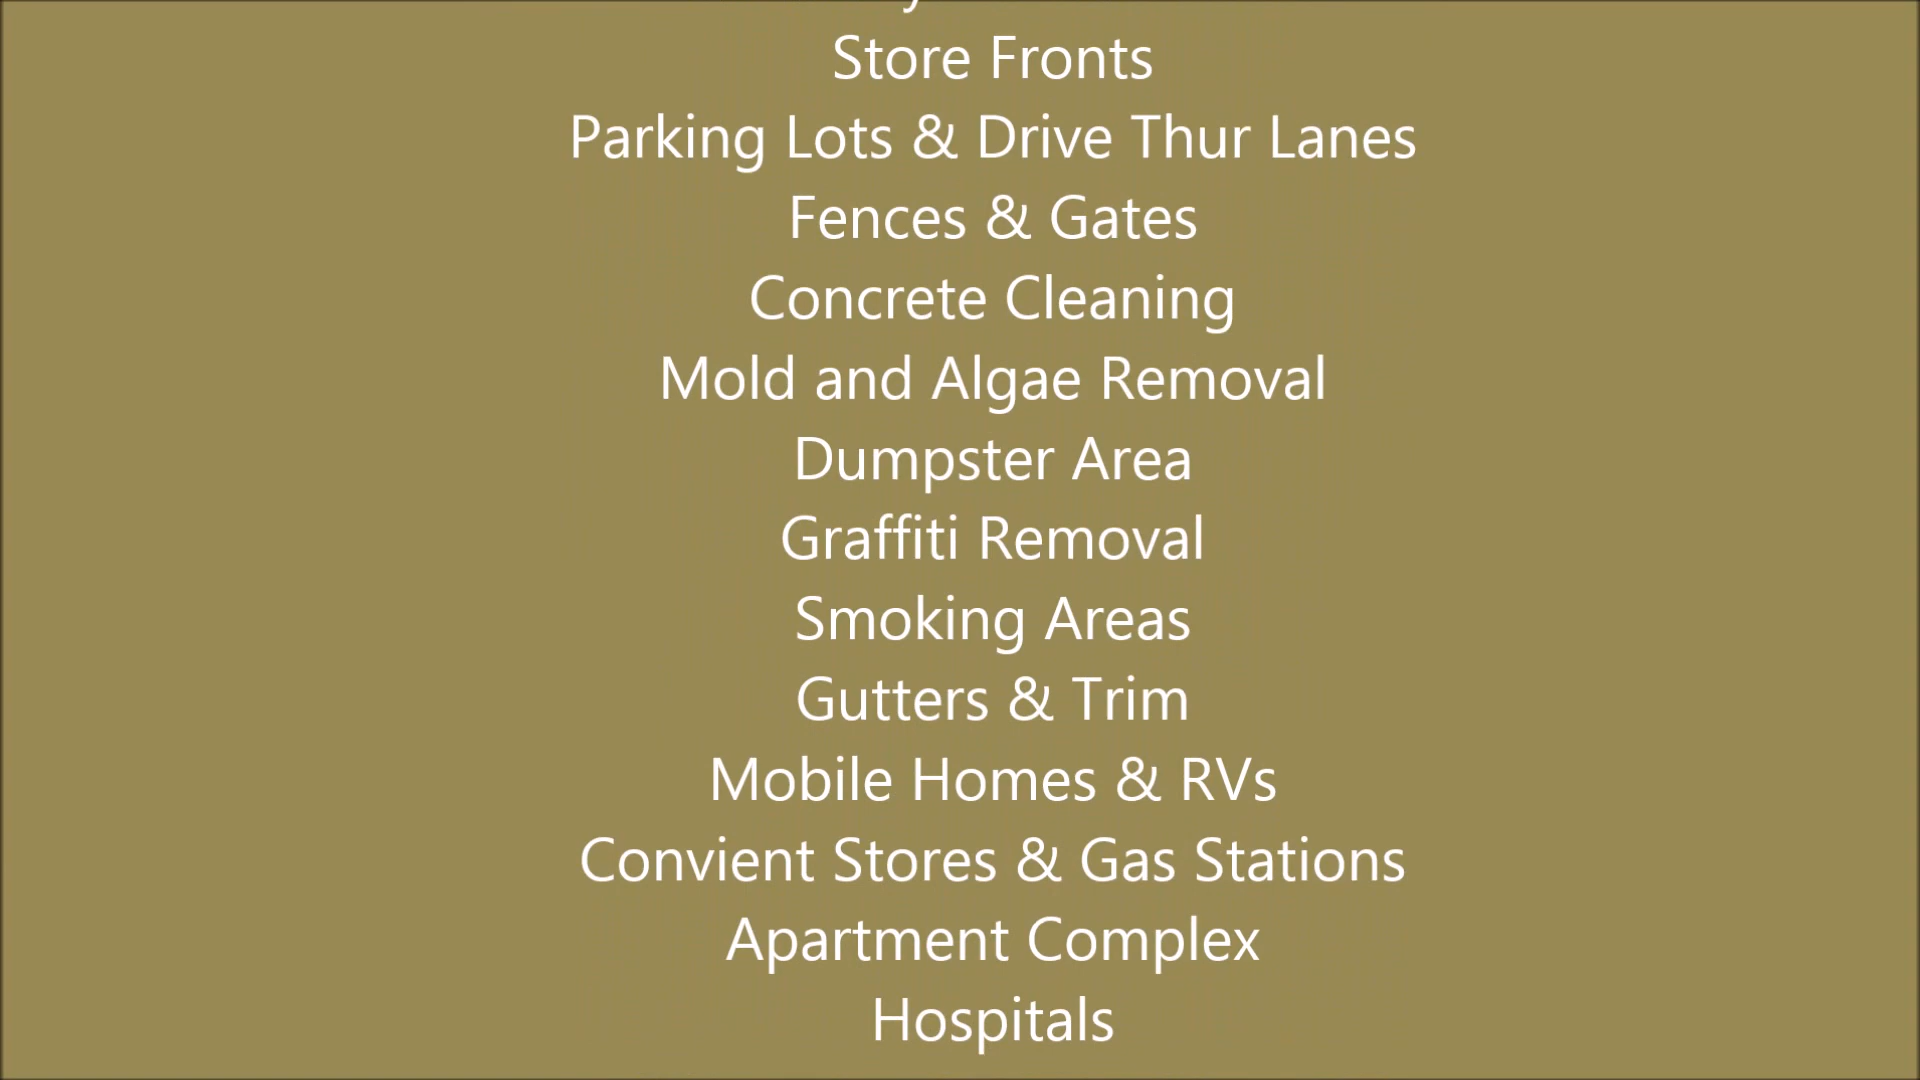 Store Fronts
Parking Lots & Drive Thur Lanes
Fences & Gates
Concrete Cleaning
Mold and Algae Removal
Dumpster Area
Graffiti Removal
Smoking Areas
Gutters & Trim
Mobile Homes & RVs
Convient Stores & Gas Stations
Apartment Complex
Hospitals